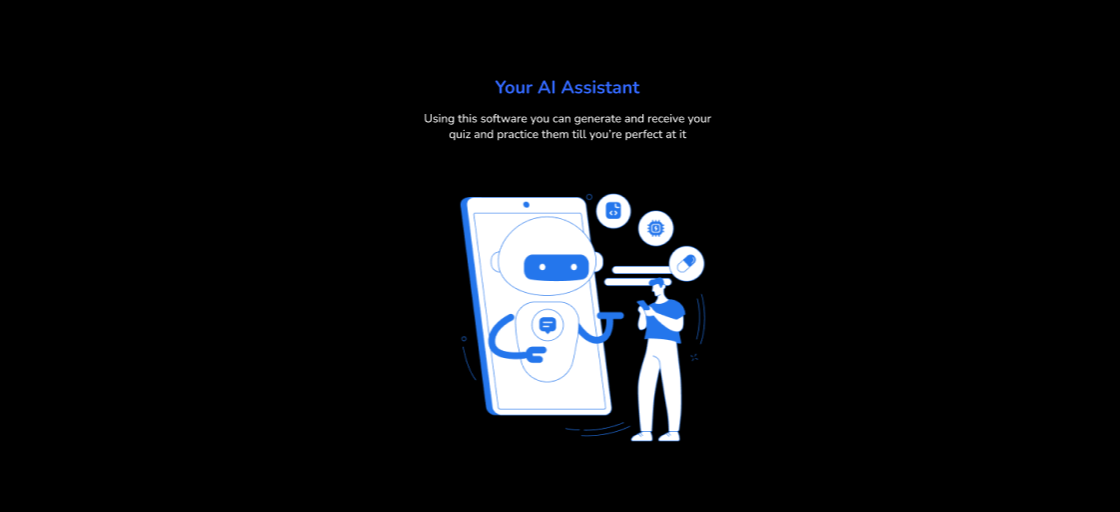 Your AI Assistant
Using this software you can generate and receive your
quiz and practice them till you're perfect at it